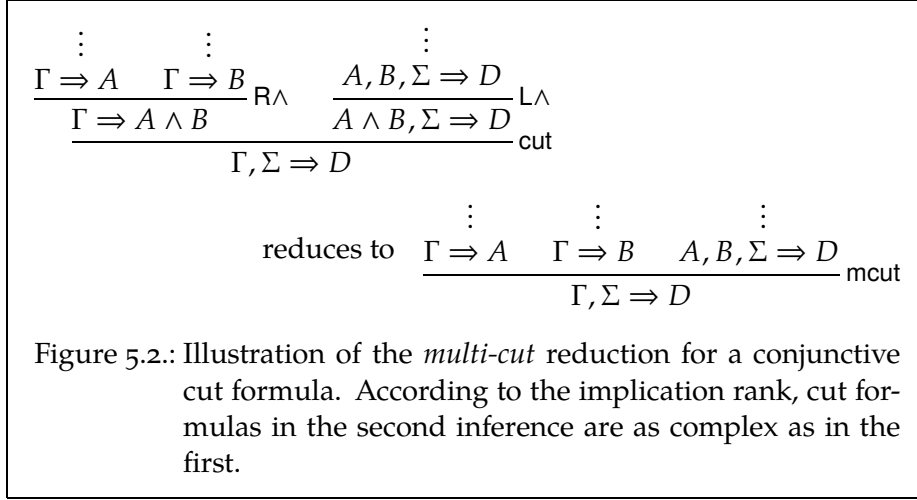 ⋮ ⋮ ⋮
Γ ⇒ A Γ ⇒ B R∧ A, B, Σ ⇒ D L∧
Γ ⇒ A ∧ B A ∧ B, Σ ⇒ D cut
Γ, Σ ⇒ D
⋮ ⋮ ⋮
reduces to Γ ⇒ A Γ ⇒ B A, B, Σ ⇒ D mcut
Γ, Σ ⇒ D
Figure 5.2.: Illustration of the multi-cut reduction for a conjunctive
cut formula. According to the implication rank, cut for-
mulas in the second inference are as complex as in the
first.